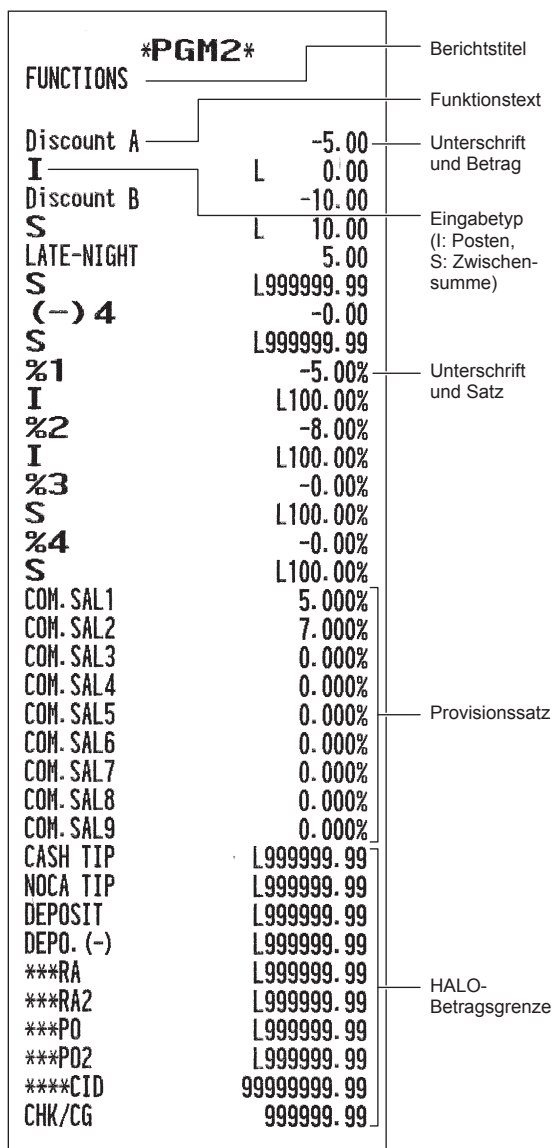 *PGM2*
FUNCTIONS
Discount A -5.00
I L 0.00
Discount B -10.00
S L 10.00
LATE-NIGHT 5.00
S L999999.99
(-)4 -0.00
S L999999.99
%1 -5.00%
I L100.00%
%2 -8.00%
I L100.00%
%3 -0.00%
S L100.00%
%4 -0.00%
S L100.00%
COM.SAL1 5.000%
COM.SAL2 7.000%
COM.SAL3 0.000%
COM.SAL4 0.000%
COM.SAL5 0.000%
COM.SAL6 0.000%
COM.SAL7 0.000%
COM.SAL8 0.000%
COM.SAL9 0.000%
CASH TIP L999999.99
NOCA TIP L999999.99
DEPOSIT L999999.99
DEPO.(-) L999999.99
***RA L999999.99
***RA2 L999999.99
***PO L999999.99
***PO2 L999999.99
****CID 99999999.99
CHK/CG 999999.99
Berichtstitel
Funktionstext
Unterschrift
und Betrag
Eingabetyp
(I: Posten,
S: Zwischen-
summe)
Unterschrift
und Satz
Provisionssatz
HALO-
Betragsgrenze